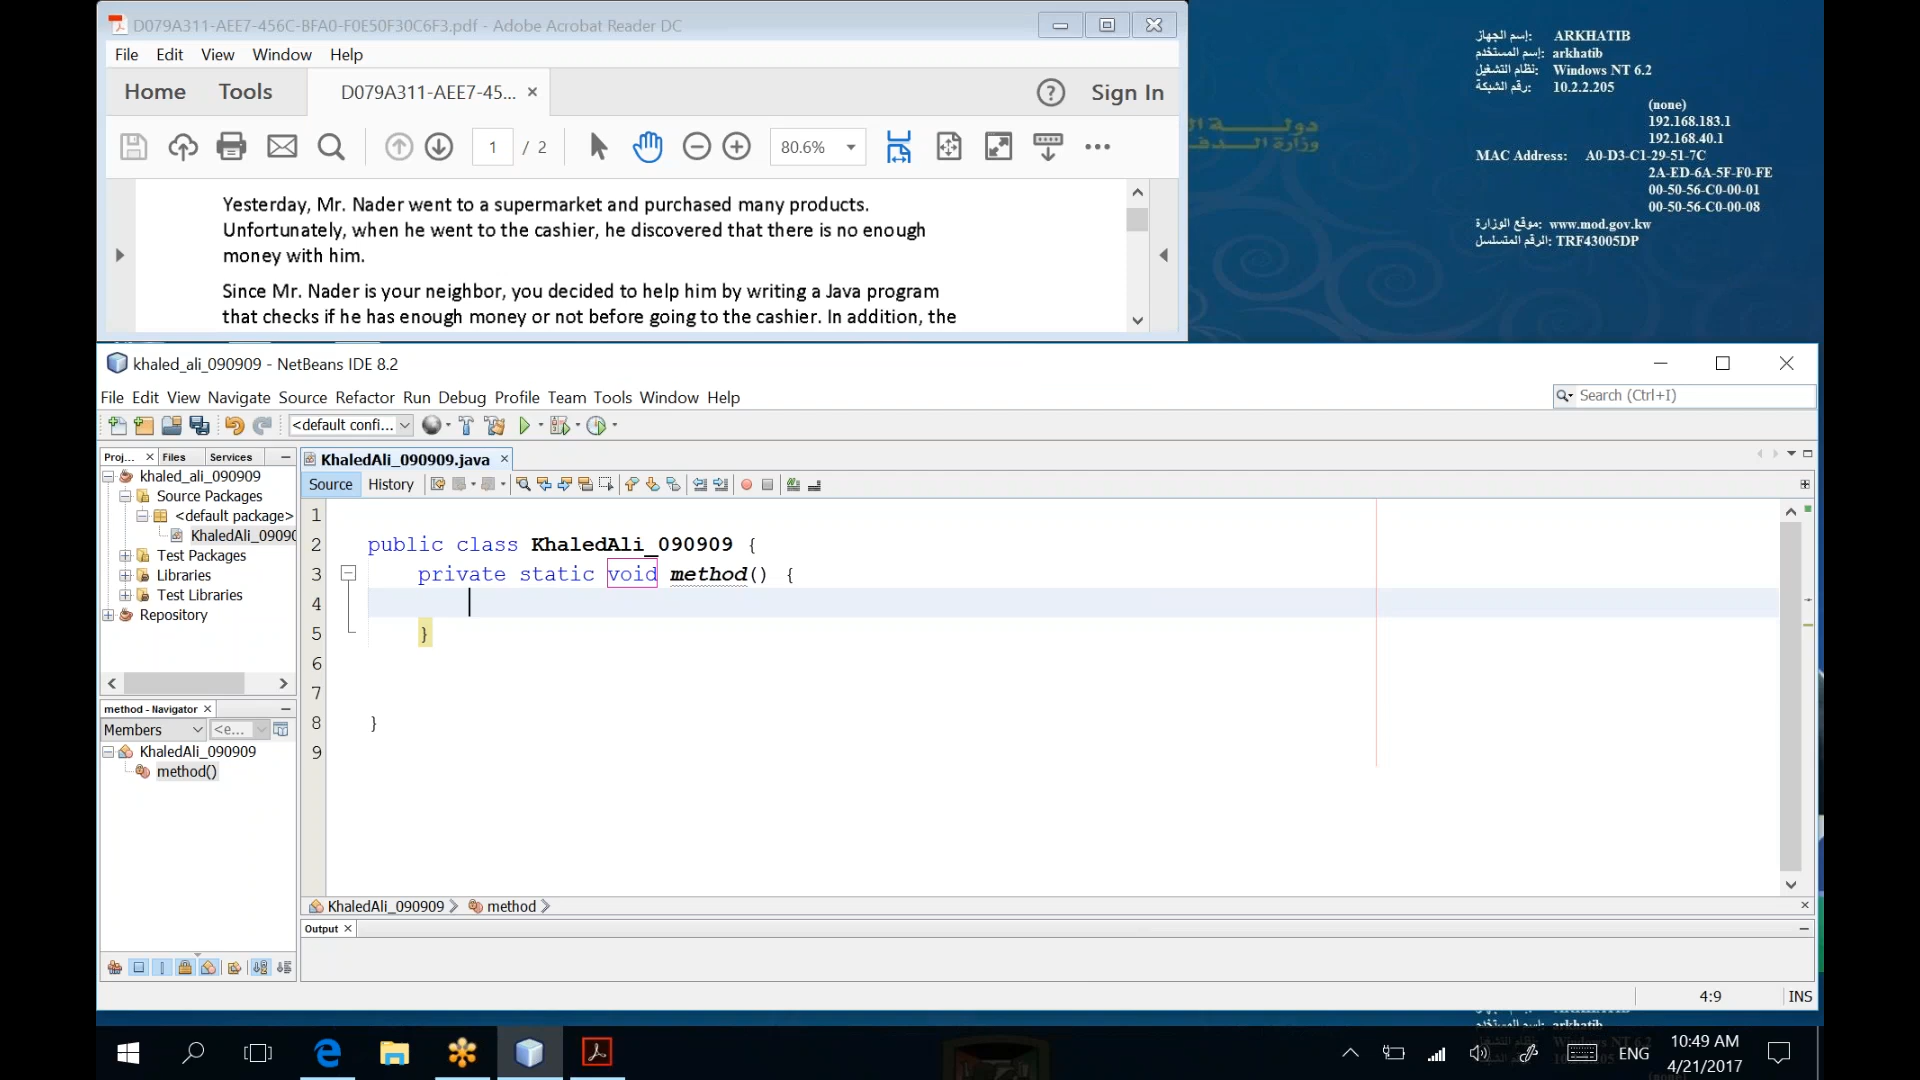 D079A311-AEE7-456C-BFA0-F0E50F30C6F3.pdf - Adobe Acrobat Reader DC
File Edit View Window Help
Home Tools D079A311-AEE7-45... × ? Sign In
1 / 2 80.6%
Yesterday, Mr. Nader went to a supermarket and purchased many products.
Unfortunately, when he went to the cashier, he discovered that there is no enough
money with him.
Since Mr. Nader is your neighbor, you decided to help him by writing a Java program
that checks if he has enough money or not before going to the cashier. In addition, the
إسم الجهاز: ARKHATIB
إسم المستخدم: arkhatib
نظام التشغيل: Windows NT 6.2
رقم الشبكة: 10.2.2.205
(none)
192.168.183.1
192.168.40.1
MAC Address: A0-D3-C1-29-51-7C
2A-ED-6A-5F-F0-FE
00-50-56-C0-00-01
00-50-56-C0-00-08
موقع الوزارة: www.mod.gov.kw
الرقم المتسلسل: TRF43005DP
khaled_ali_090909 - NetBeans IDE 8.2
File Edit View Navigate Source Refactor Run Debug Profile Team Tools Window Help
Search (Ctrl+I)
<default confi...
Proj... × Files Services
khaled_ali_090909
Source Packages
<default package>
KhaledAli_09090
Test Packages
Libraries
Test Libraries
Repository
method - Navigator ×
Members <e...
KhaledAli_090909
method()
KhaledAli_090909.java ×
Source History
1
2 public class KhaledAli_090909 {
3 private static void method() {
4
5 }
6
7
8 }
9
KhaledAli_090909 method
Output ×
4:9 INS
arkhatib
ENG
10:49 AM
4/21/2017